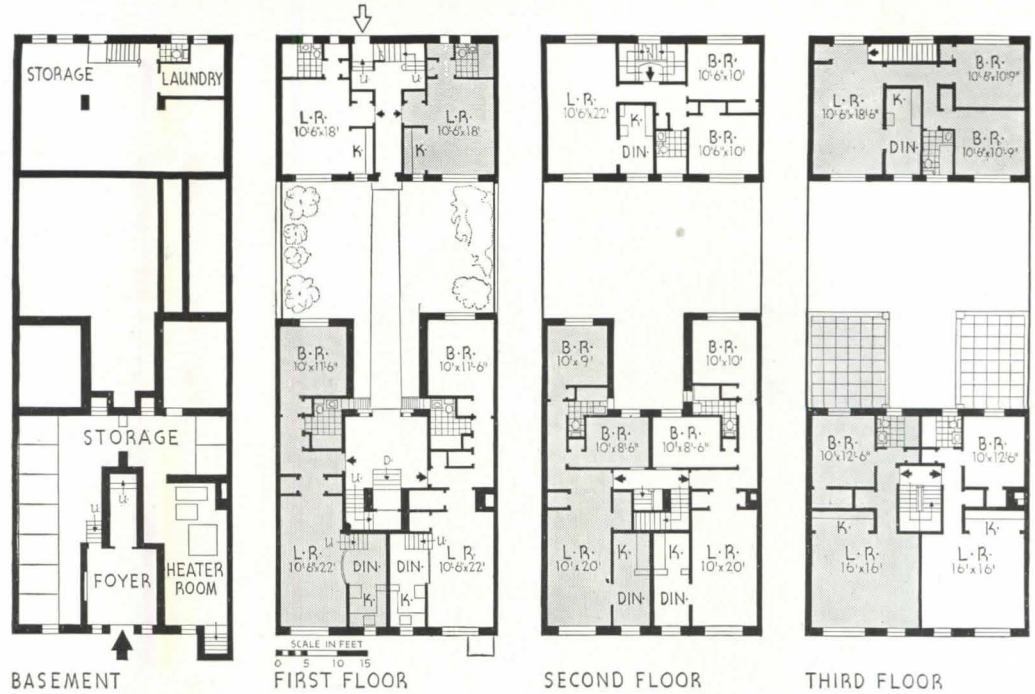 STORAGE
LAUNDRY
STORAGE
U.
U.
FOYER
HEATER
ROOM
BASEMENT
U.
U.
L.R.
10'-6"x18'
L.R.
10'-6"x18'
K.
K.
B.R.
10'x11'-6"
B.R.
10'x11'-6"
D.
U.
U.
L.R.
10'-6"x22'
DIN.
DIN.
L.R.
10'-6"x22'
K.
K.
SCALE IN FEET
0 5 10 15
FIRST FLOOR
B.R.
10'-6"x10'
L.R.
10'6"x22'
K.
DIN.
B.R.
10'6"x10'
B.R.
10'x9'
B.R.
10'x10'
B.R.
10'x8'-6"
B.R.
10'x8'-6"
L.R.
10'x20'
K.
K.
L.R.
10'x20'
DIN.
DIN.
SECOND FLOOR
B.R.
10'-6"x10'-9"
L.R.
10'-6"x18'-6"
K.
DIN.
B.R.
10'-6"x10'-9"
B.R.
10'x12'-6"
B.R.
10'x12'6"
K.
K.
L.R.
16'x16'
L.R.
16'x16'
THIRD FLOOR